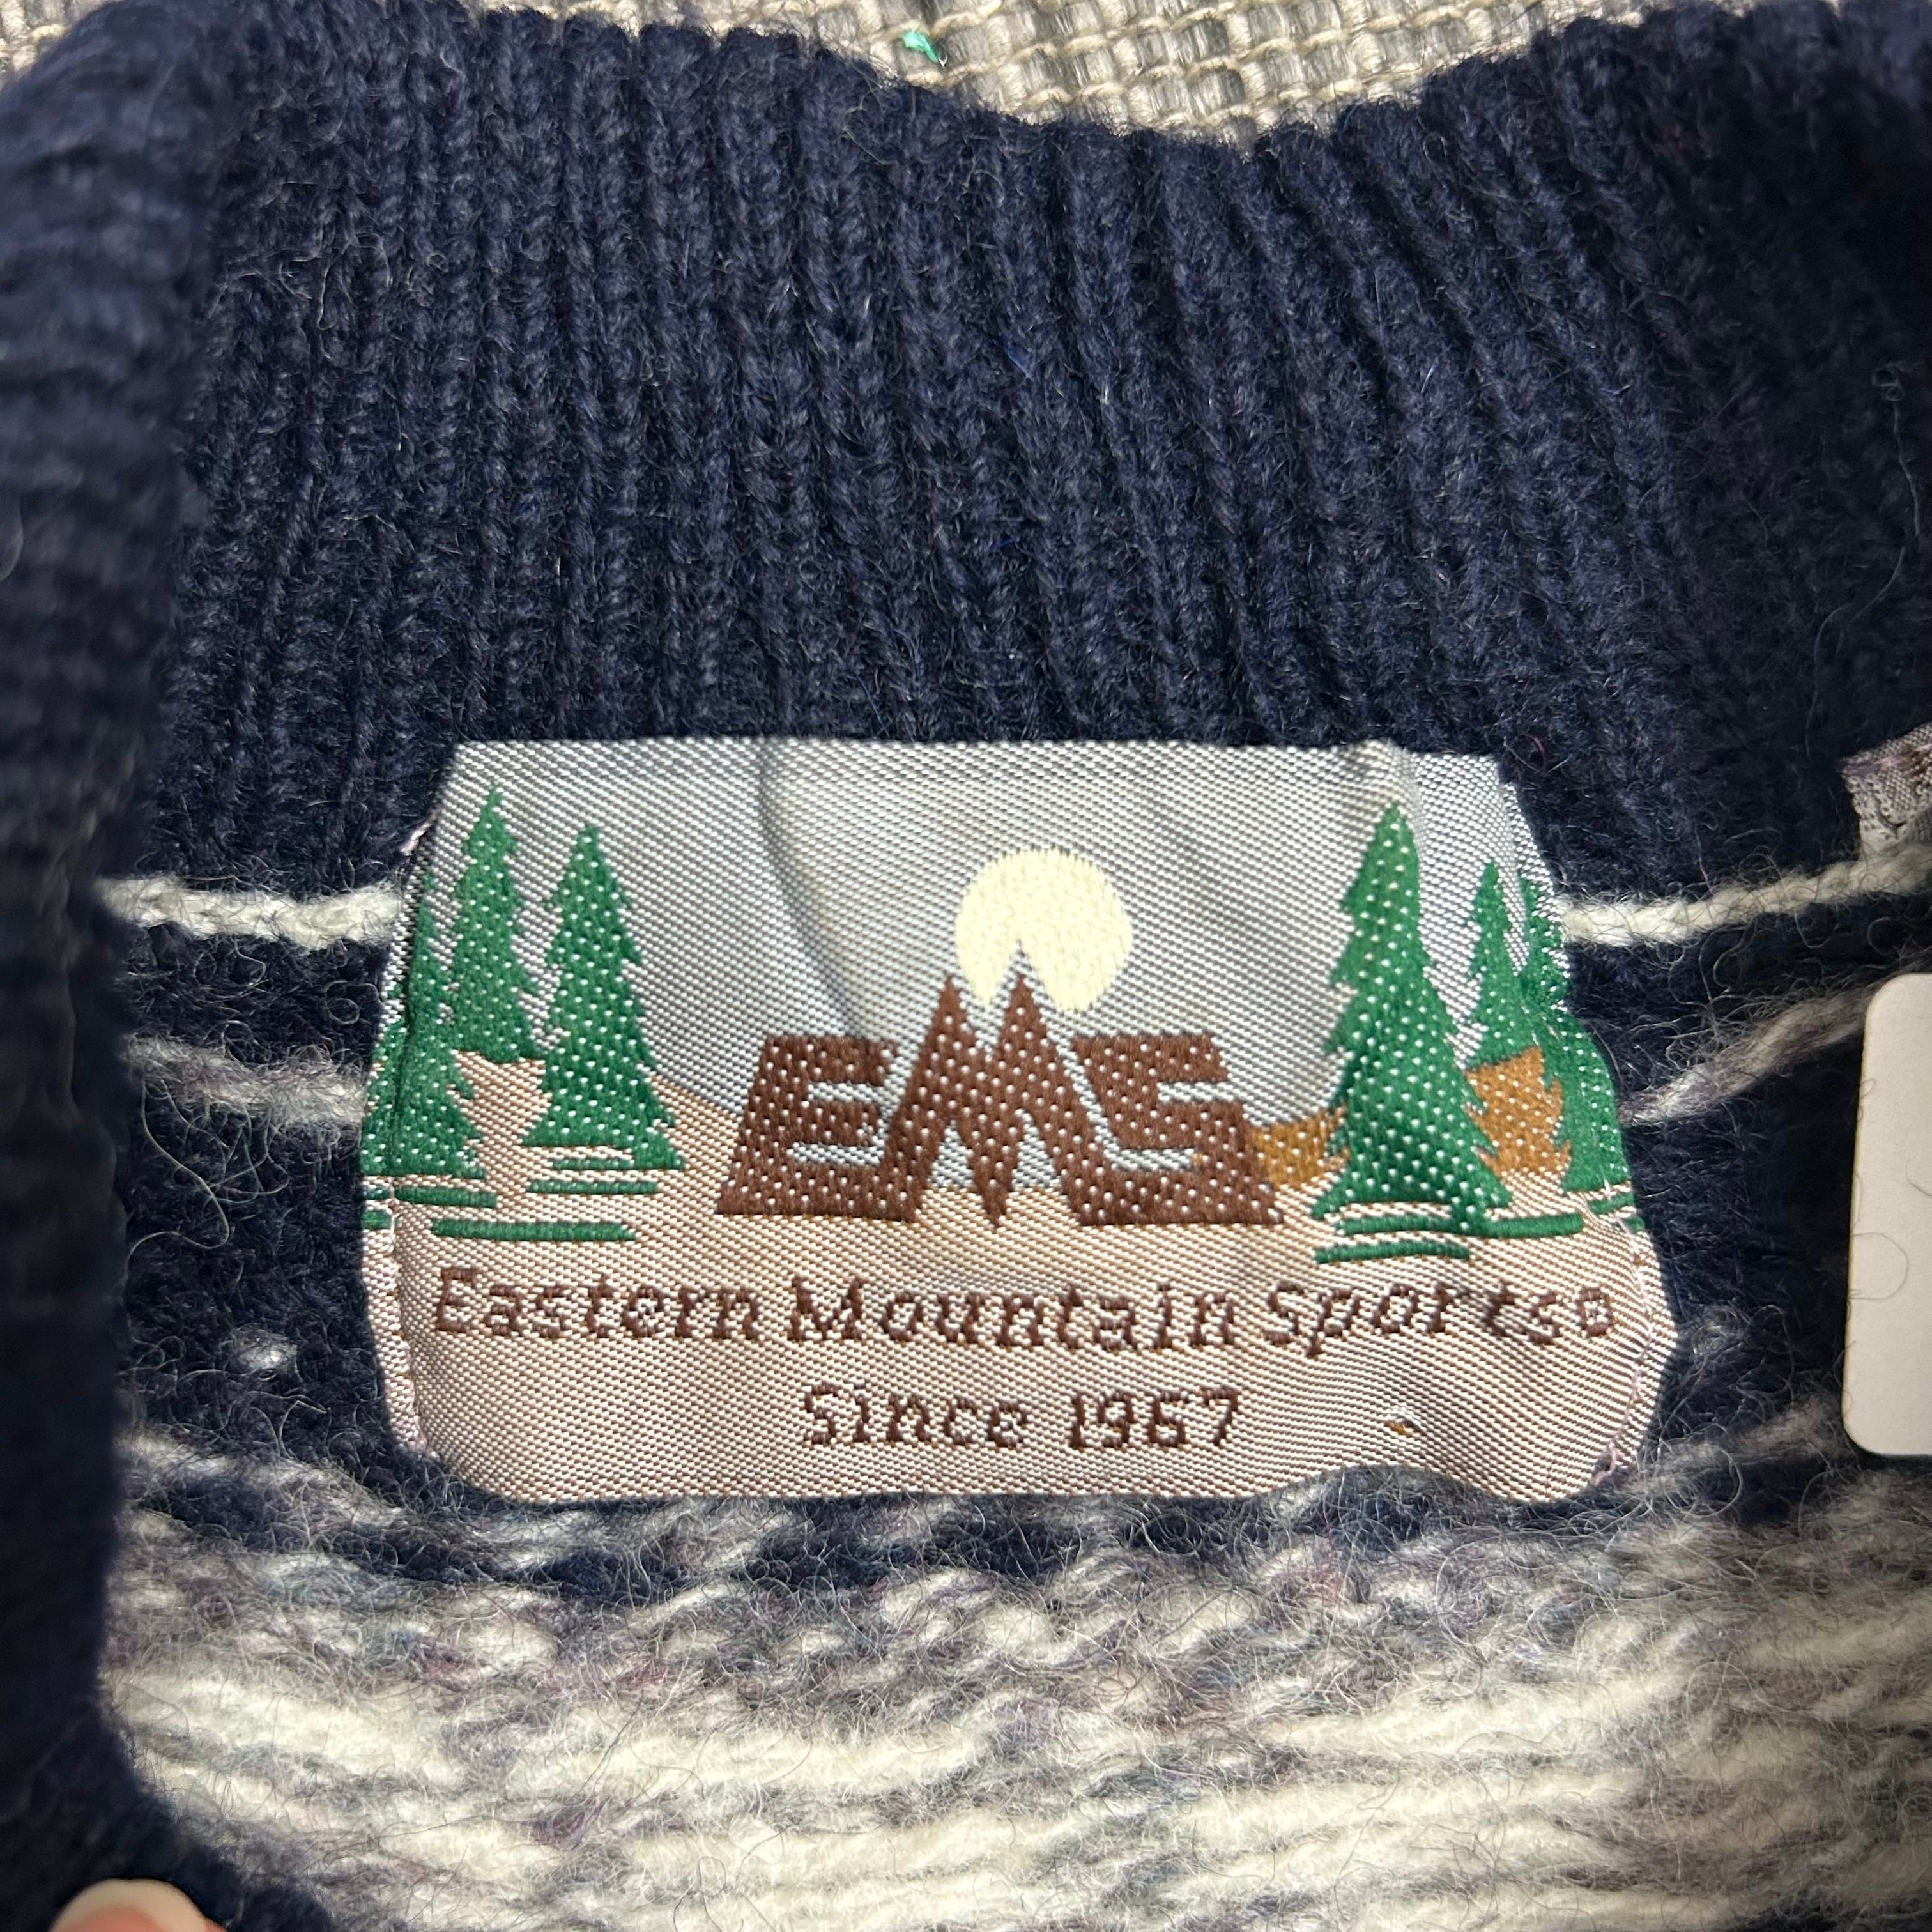 EMS
Eastern Mountain Sports®
Since 1967